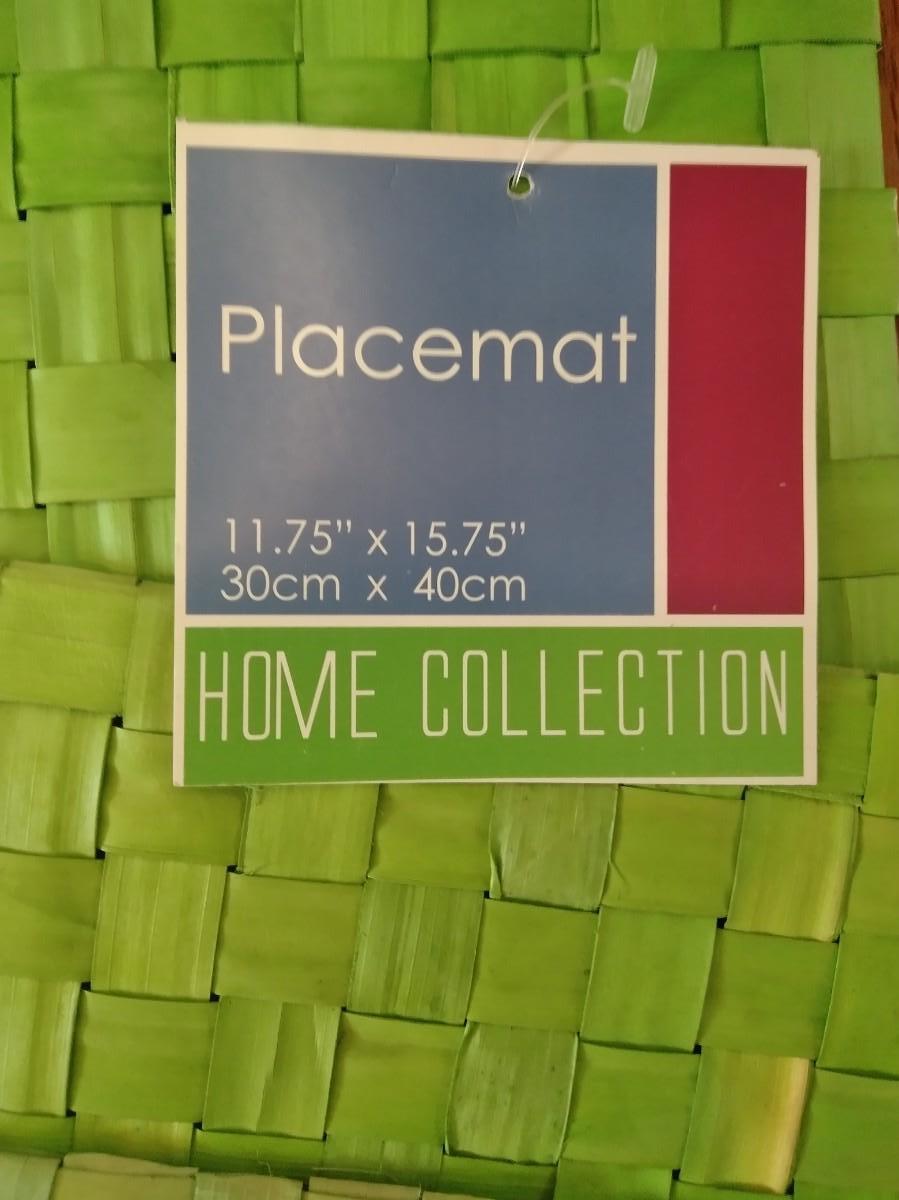 Placemat
11.75” x 15.75”
30cm x 40cm
HOME COLLECTION